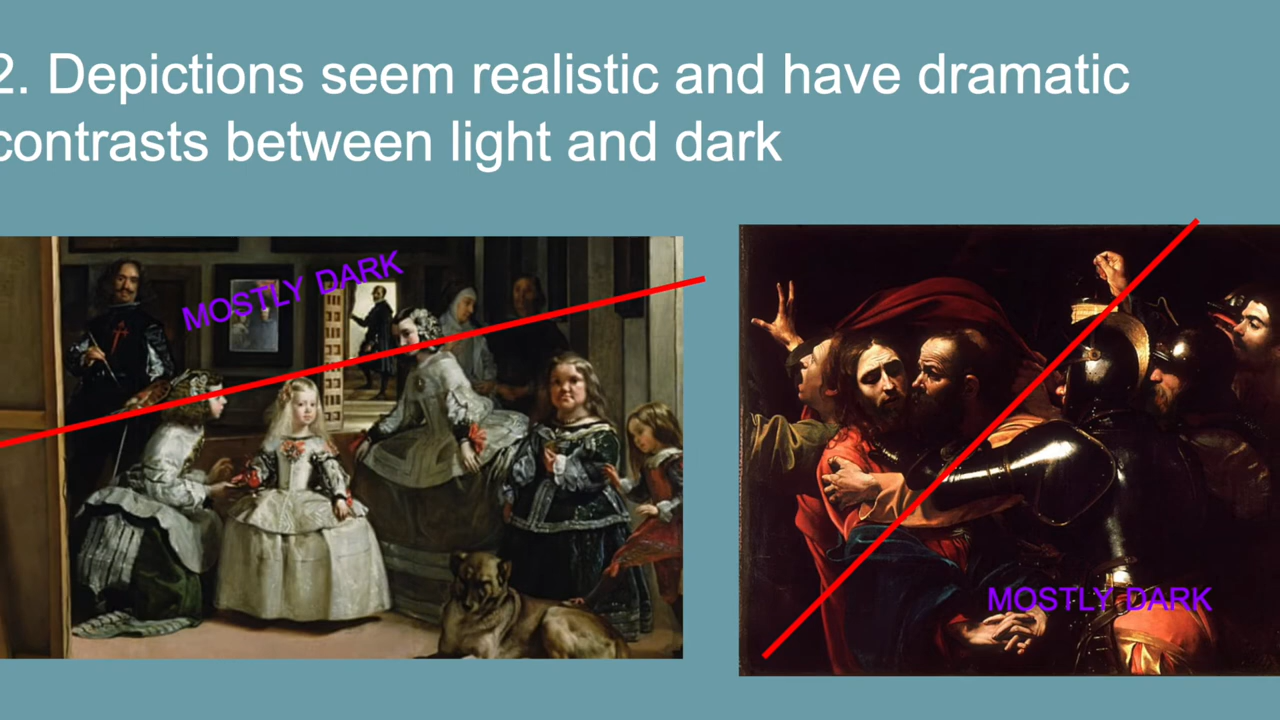 2. Depictions seem realistic and have dramatic
contrasts between light and dark
MOSTLY DARK
MOSTLY DARK